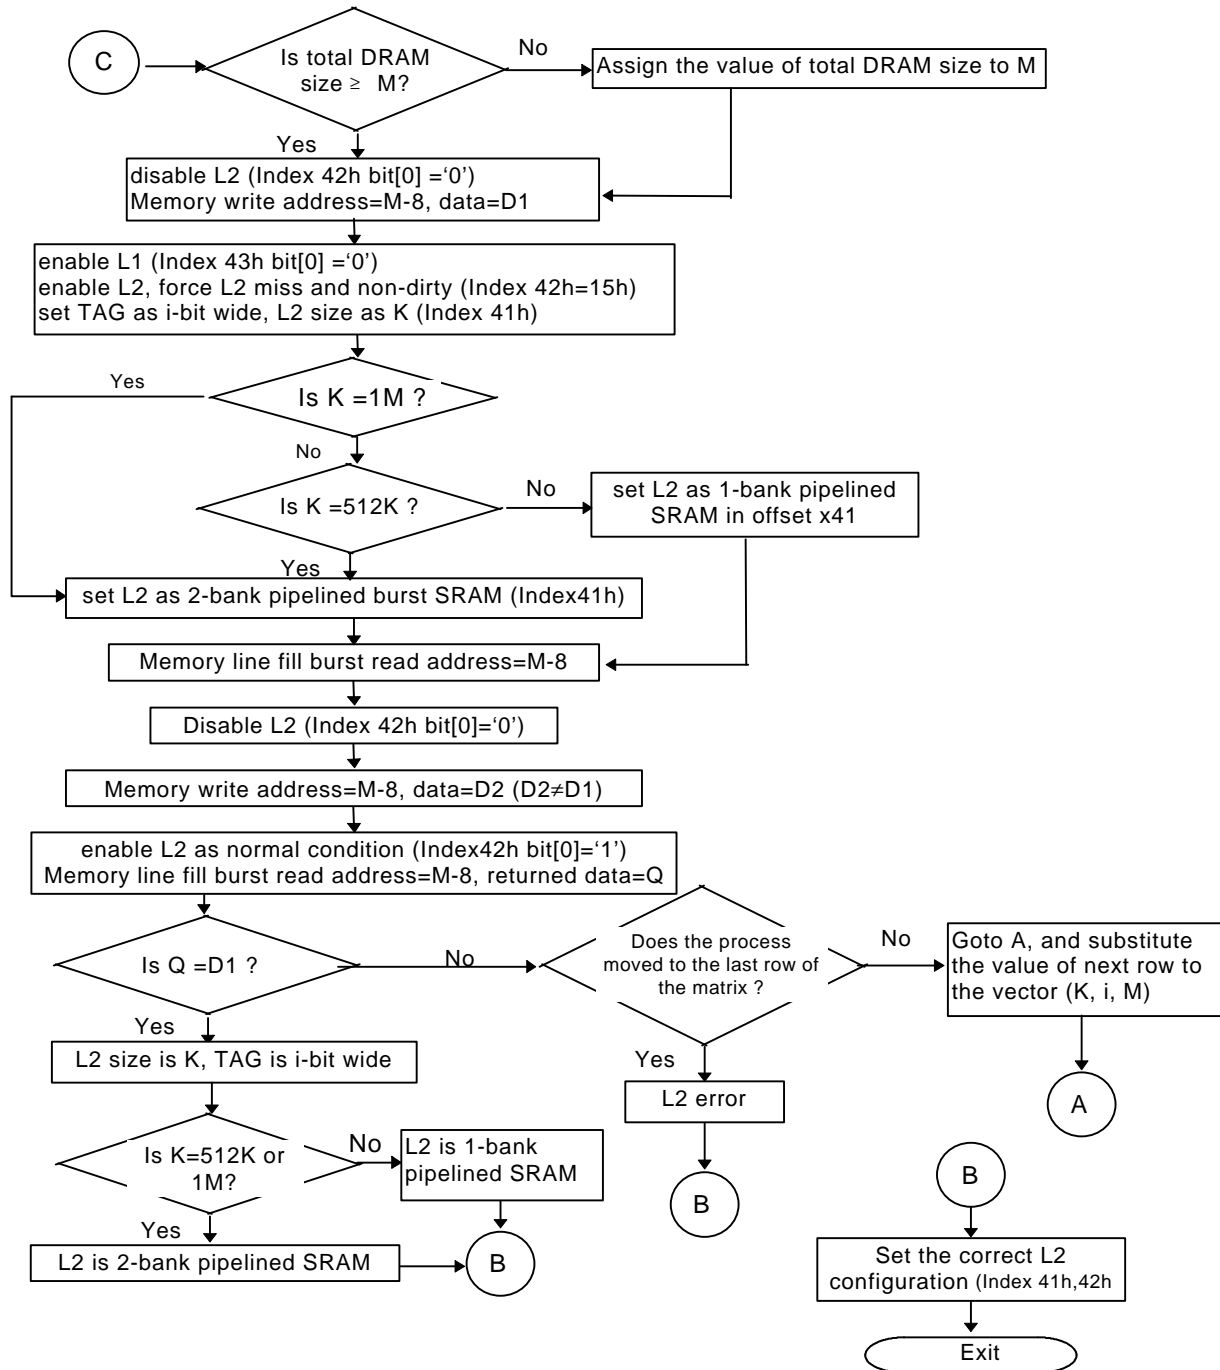 C
Is total DRAM
size ≥ M?
No
Assign the value of total DRAM size to M
Yes
disable L2 (Index 42h bit[0] =‘0’)
Memory write address=M-8, data=D1
enable L1 (Index 43h bit[0] =‘0’)
enable L2, force L2 miss and non-dirty (Index 42h=15h)
set TAG as i-bit wide, L2 size as K (Index 41h)
Yes
Is K =1M ?
No
Is K =512K ?
No
set L2 as 1-bank pipelined
SRAM in offset x41
Yes
set L2 as 2-bank pipelined burst SRAM (Index41h)
Memory line fill burst read address=M-8
Disable L2 (Index 42h bit[0]=‘0’)
Memory write address=M-8, data=D2 (D2≠D1)
enable L2 as normal condition (Index42h bit[0]=‘1’)
Memory line fill burst read address=M-8, returned data=Q
Is Q =D1 ?
No
Does the process
moved to the last row of
the matrix ?
No
Goto A, and substitute
the value of next row to
the vector (K, i, M)
Yes
L2 size is K, TAG is i-bit wide
Yes
L2 error
A
Is K=512K or
1M?
No
L2 is 1-bank
pipelined SRAM
B
B
Yes
L2 is 2-bank pipelined SRAM
B
Set the correct L2
configuration (Index 41h,42h
Exit